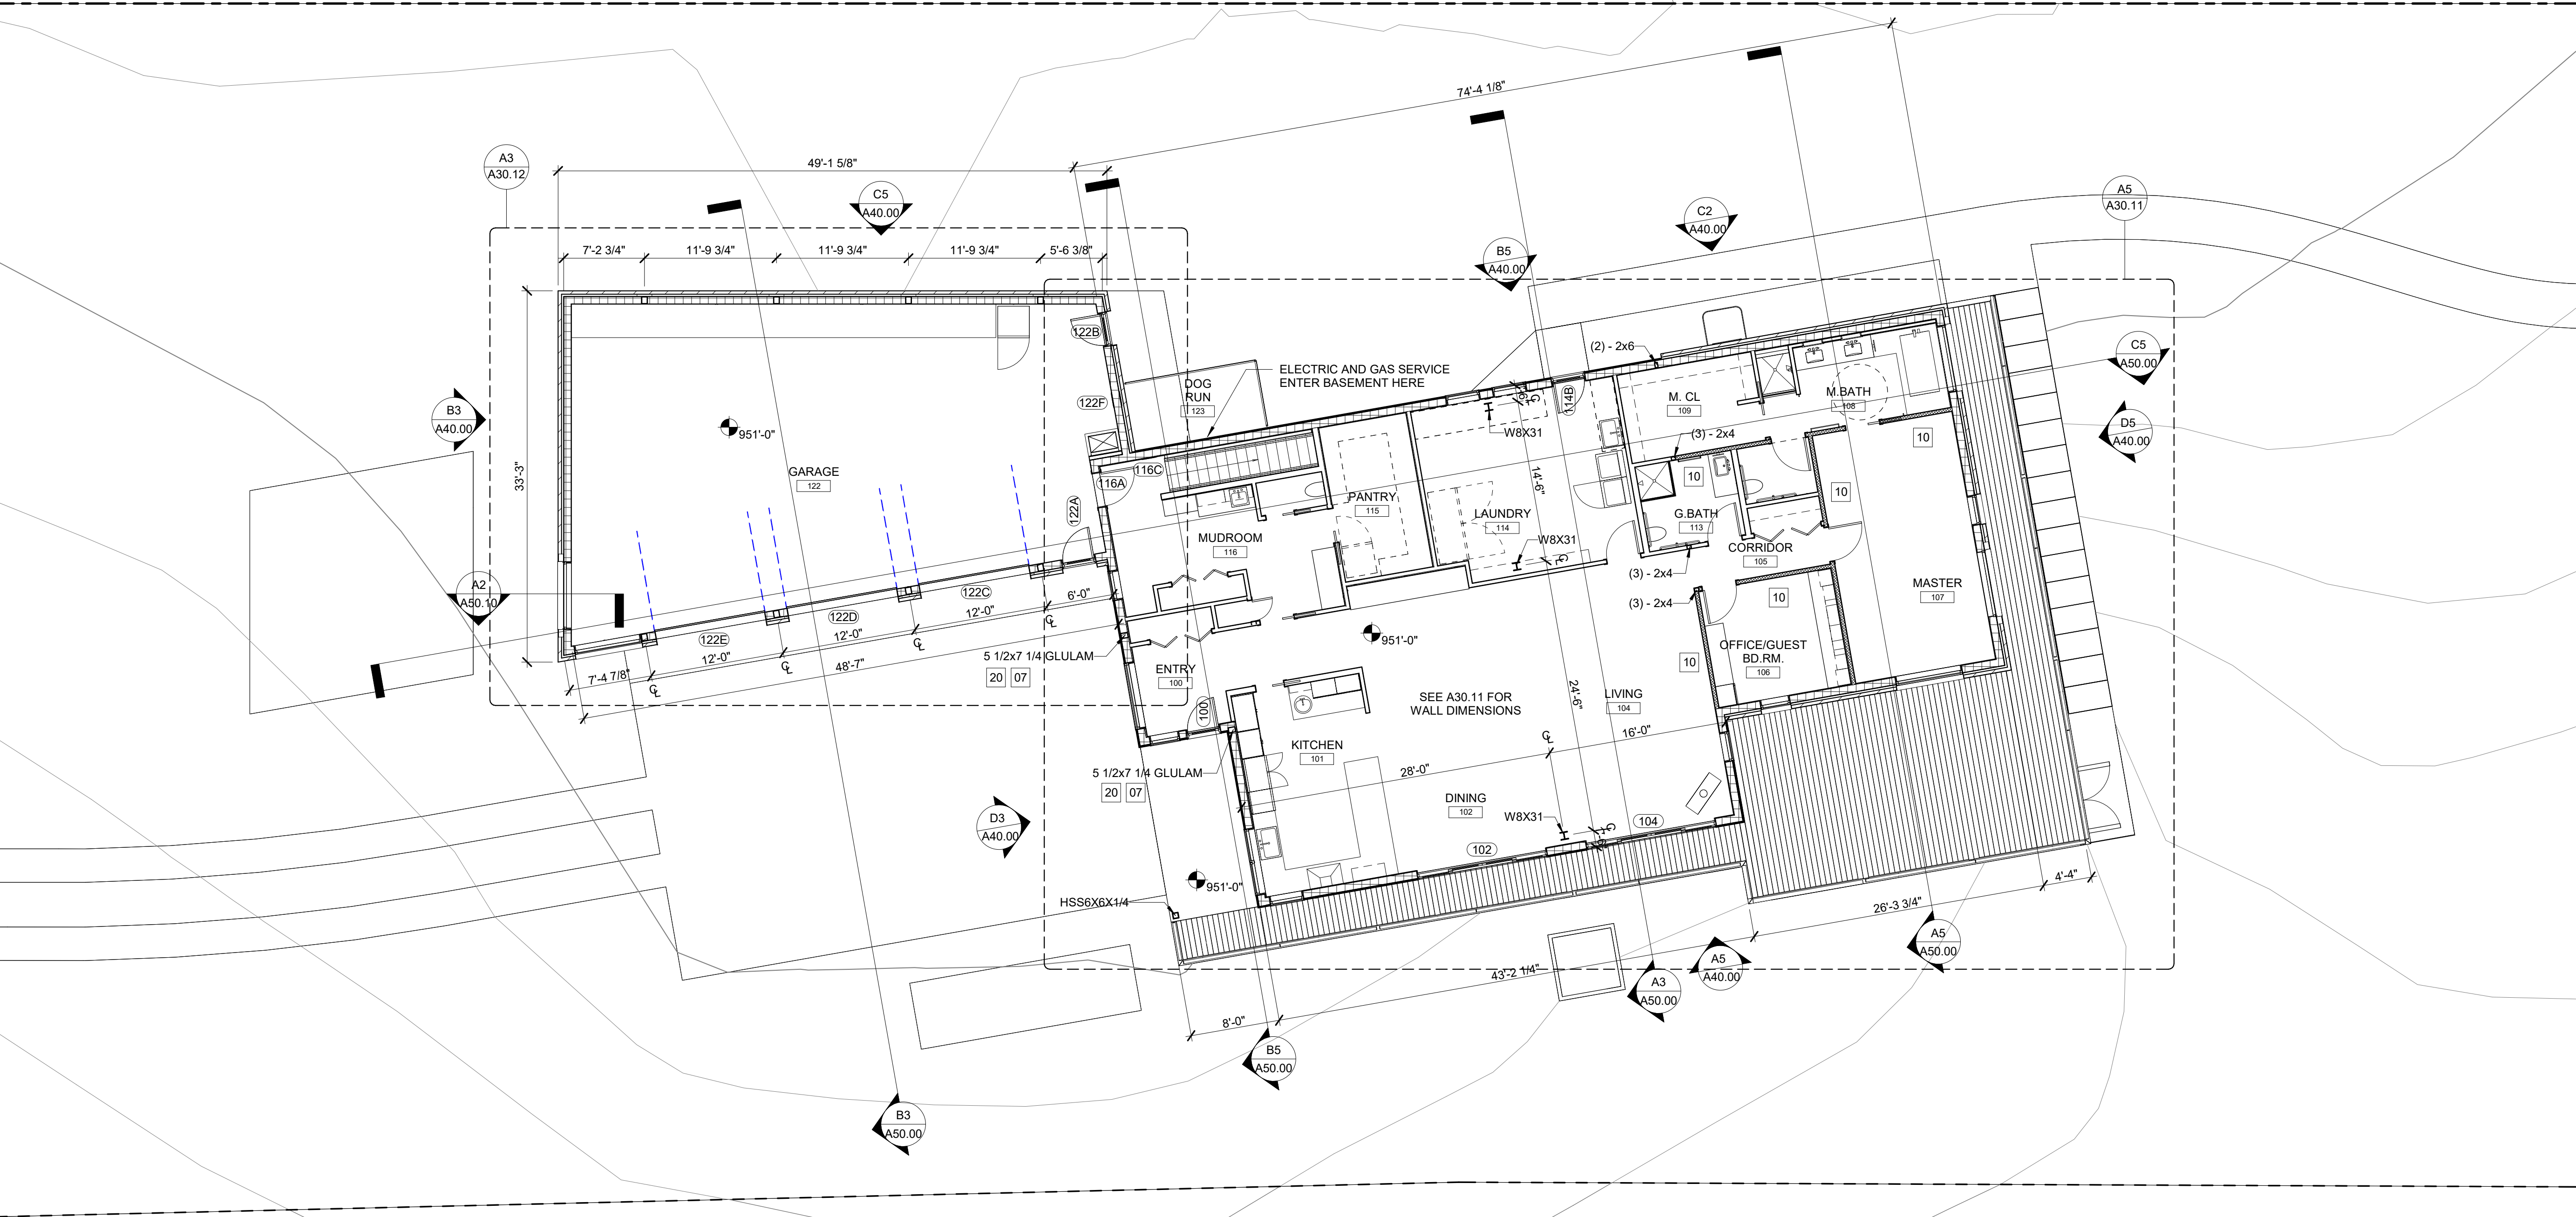 74'-4 1/8"
A3
A30.12
49'-1 5/8"
C5
A40.00
C2
A40.00
A5
A30.11
7'-2 3/4"
11'-9 3/4"
11'-9 3/4"
11'-9 3/4"
5'-6 3/8"
B5
A40.00
122B
(2) - 2x6
C5
A50.00
ELECTRIC AND GAS SERVICE
ENTER BASEMENT HERE
DOG
RUN
123
122F
114B
M. CL
109
M.BATH
108
B3
A40.00
951'-0"
W8X31
(3) - 2x4
10
D5
A40.00
GARAGE
122
33'-3"
116C
116A
14'-6"
10
10
PANTRY
115
LAUNDRY
114
G.BATH
113
122A
MUDROOM
116
W8X31
CORRIDOR
105
(3) - 2x4
MASTER
107
A2
A50.10
122C
6'-0"
10
(3) - 2x4
12'-0"
122D
122E
12'-0"
12'-0"
951'-0"
48'-7"
7'-4 7/8"
5 1/2x7 1/4 GLULAM
20
07
ENTRY
100
10
OFFICE/GUEST
BD.RM.
106
SEE A30.11 FOR
WALL DIMENSIONS
24'-6"
LIVING
104
100
16'-0"
KITCHEN
101
5 1/2x7 1/4 GLULAM
20
07
28'-0"
DINING
102
D3
A40.00
W8X31
104
102
951'-0"
HSS6X6X1/4
4'-4"
26'-3 3/4"
A5
A50.00
A5
A40.00
43'-2 1/4"
A3
A50.00
8'-0"
B5
A50.00
B3
A50.00